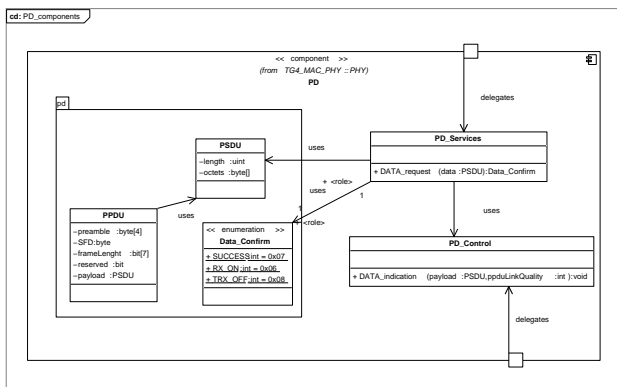 cd: PD_components
<< component >>
(from TG4_MAC_PHY :: PHY)
PD
delegates
pd
PSDU
–length :uint
–octets :byte[]
uses
PD_Services
+ DATA_request (data :PSDU):Data_Confirm
+ <role>
uses
1
1
+ <role>
PPDU
–preamble :byte[4]
–SFD:byte
–frameLenght :bit[7]
–reserved :bit
–payload :PSDU
uses
<< enumeration >>
Data_Confirm
+ SUCCESS:int = 0x07
+ RX_ON:int = 0x06
+ TRX_OFF:int = 0x08
uses
PD_Control
+ DATA_indication (payload :PSDU,ppduLinkQuality :int ):void
delegates